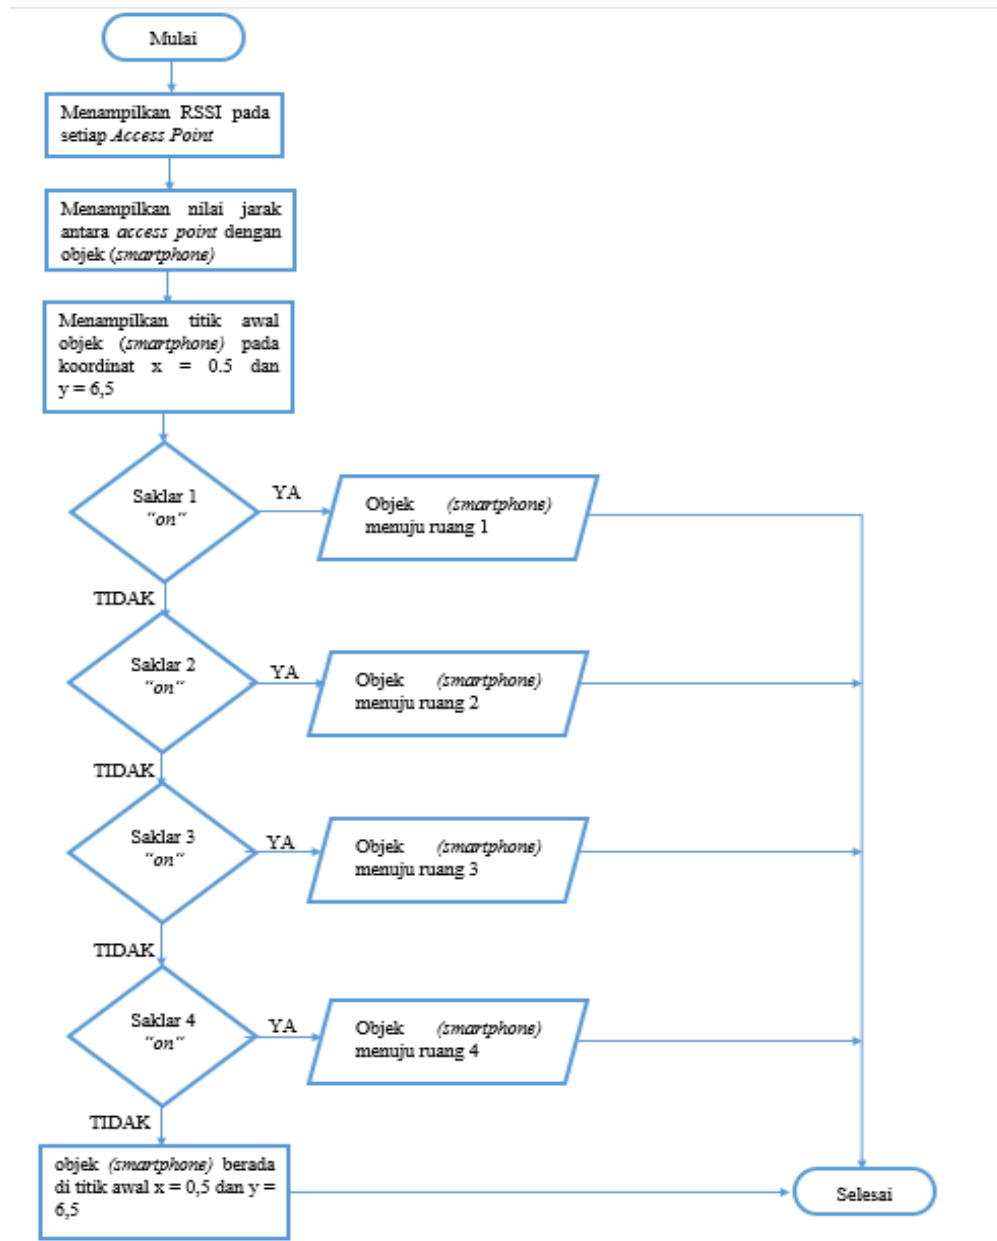 Mulai
Menampilkan RSSI pada
setiap Access Point
Menampilkan nilai jarak
antara access point dengan
objek (smartphone)
Menampilkan titik awal
objek (smartphone) pada
koordinat x = 0.5 dan
y = 6,5
Saklar 1
"on"
YA
Objek (smartphone)
menuju ruang 1
TIDAK
Saklar 2
"on"
YA
Objek (smartphone)
menuju ruang 2
TIDAK
Saklar 3
"on"
YA
Objek (smartphone)
menuju ruang 3
TIDAK
Saklar 4
"on"
YA
Objek (smartphone)
menuju ruang 4
TIDAK
objek (smartphone) berada
di titik awal x = 0,5 dan y =
6,5
Selesai